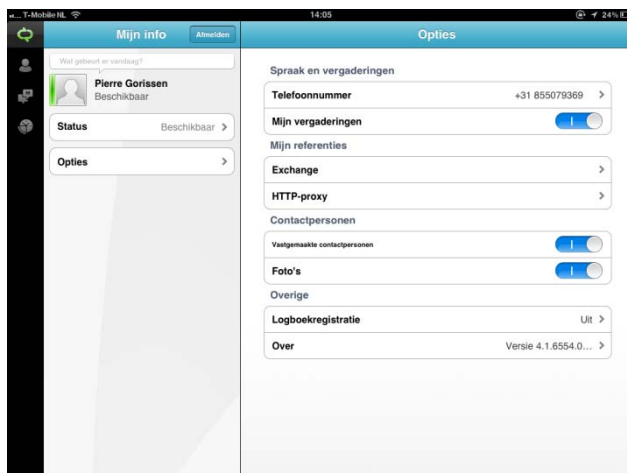 ... T-Mobile NL 14:05 24%
Mijn info Afmelden
Wat gebeurt er vandaag?
Pierre Gorissen
Beschikbaar
Status Beschikbaar
Opties
Opties
Spraak en vergaderingen
Telefoonnummer +31 855079369
Mijn vergaderingen
Mijn referenties
Exchange
HTTP-proxy
Contactpersonen
Vastgemaakte contactpersonen
Foto's
Overige
Logboekregistratie Uit
Over Versie 4.1.6554.0...